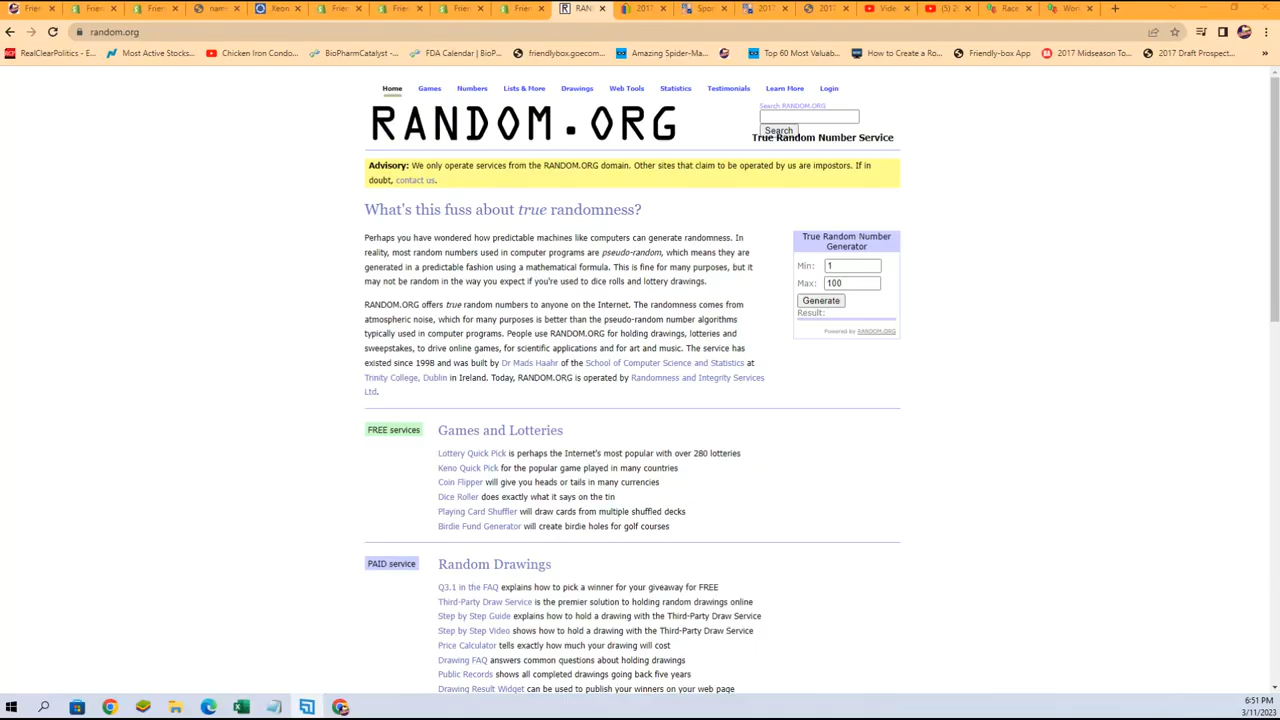 Frien
Frien
Frien
name
Xeon
Frien
Frien
Frien
Frien
RAN
2017
Spor
2017
2017
Vide
(5) 2
Race
Work
random.org
RealClearPolitics - E...
Most Active Stocks...
Chicken Iron Condo...
BioPharmCatalyst -...
FDA Calendar | BioP...
friendlybox.goecom...
Amazing Spider-Ma...
Top 60 Most Valuab...
How to Create a Ro...
Friendly-box App
2017 Midseason To...
2017 Draft Prospect...
Home Games Numbers Lists & More Drawings Web Tools Statistics Testimonials Learn More Login
RANDOM.ORG
Search RANDOM.ORG
Search
True Random Number Service
Advisory: We only operate services from the RANDOM.ORG domain. Other sites that claim to be operated by us are impostors. If in
doubt, contact us.
What's this fuss about true randomness?
Perhaps you have wondered how predictable machines like computers can generate randomness. In
reality, most random numbers used in computer programs are pseudo-random, which means they are
generated in a predictable fashion using a mathematical formula. This is fine for many purposes, but it
may not be random in the way you expect if you're used to dice rolls and lottery drawings.
RANDOM.ORG offers true random numbers to anyone on the Internet. The randomness comes from
atmospheric noise, which for many purposes is better than the pseudo-random number algorithms
typically used in computer programs. People use RANDOM.ORG for holding drawings, lotteries and
sweepstakes, to drive online games, for scientific applications and for art and music. The service has
existed since 1998 and was built by Dr Mads Haahr of the School of Computer Science and Statistics at
Trinity College, Dublin in Ireland. Today, RANDOM.ORG is operated by Randomness and Integrity Services
Ltd.
True Random Number
Generator
Min: 1
Max: 100
Generate
Result:
Powered by RANDOM.ORG
FREE services
Games and Lotteries
Lottery Quick Pick is perhaps the Internet's most popular with over 280 lotteries
Keno Quick Pick for the popular game played in many countries
Coin Flipper will give you heads or tails in many currencies
Dice Roller does exactly what it says on the tin
Playing Card Shuffler will draw cards from multiple shuffled decks
Birdie Fund Generator will create birdie holes for golf courses
PAID service
Random Drawings
Q3.1 in the FAQ explains how to pick a winner for your giveaway for FREE
Third-Party Draw Service is the premier solution to holding random drawings online
Step by Step Guide explains how to hold a drawing with the Third-Party Draw Service
Step by Step Video shows how to hold a drawing with the Third-Party Draw Service
Price Calculator tells exactly how much your drawing will cost
Drawing FAQ answers common questions about holding drawings
Public Records shows all completed drawings going back five years
Drawing Result Widget can be used to publish your winners on your web page
6:51 PM
3/11/2023